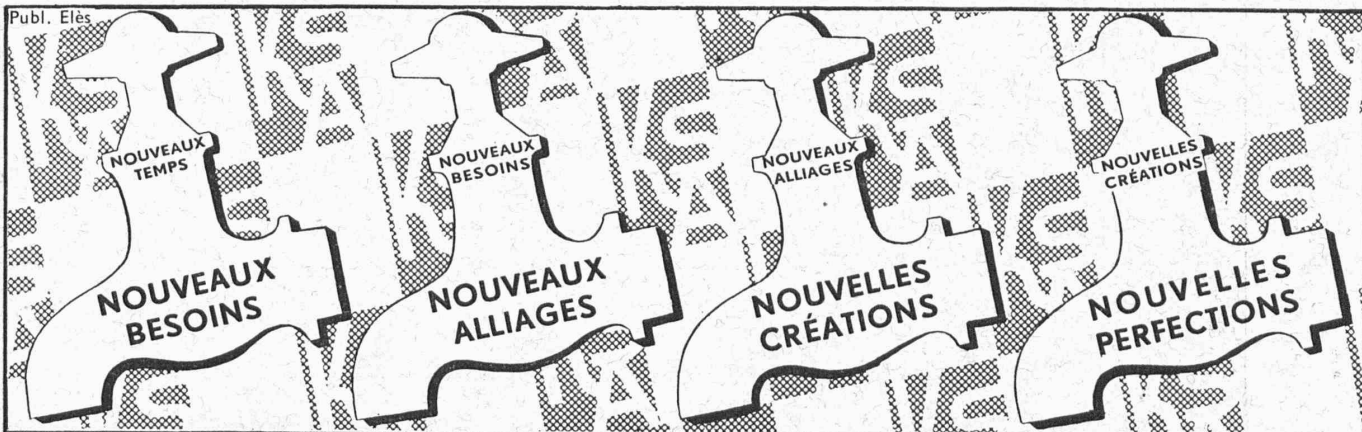 Publ. Elès
NOUVEAUX
TEMPS
NOUVEAUX
BESOINS
NOUVEAUX
BESOINS
NOUVEAUX
ALLIAGES
NOUVEAUX
ALLIAGES
NOUVELLES
CRÉATIONS
NOUVELLES
CRÉATIONS
NOUVELLES
PERFECTIONS